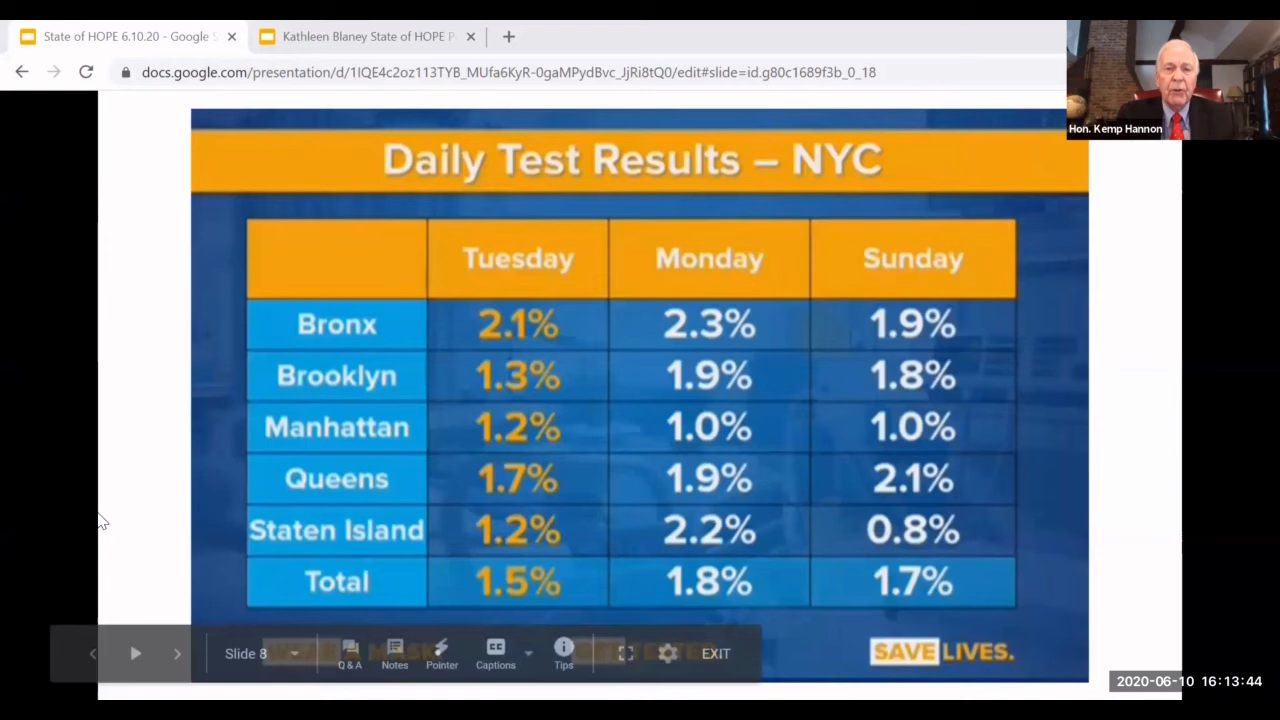 State of HOPE 6.10.20 - Google S
Kathleen Blaney State of HOPE P
docs.google.com/presentation/d/1IQE4c2oz113TYB_MUfa6KyR-0gaMPydBvc_JjRi8tQ0/edit#slide=id.g80c1689f3b_0_18
Hon. Kemp Hannon
Daily Test Results – NYC
Tuesday Monday Sunday
Bronx 2.1% 2.3% 1.9%
Brooklyn 1.3% 1.9% 1.8%
Manhattan 1.2% 1.0% 1.0%
Queens 1.7% 1.9% 2.1%
Staten Island 1.2% 2.2% 0.8%
Total 1.5% 1.8% 1.7%
Slide 8 Q & A Notes Pointer Captions Tips EXIT
SAVE LIVES.
2020-06-10 16:13:44